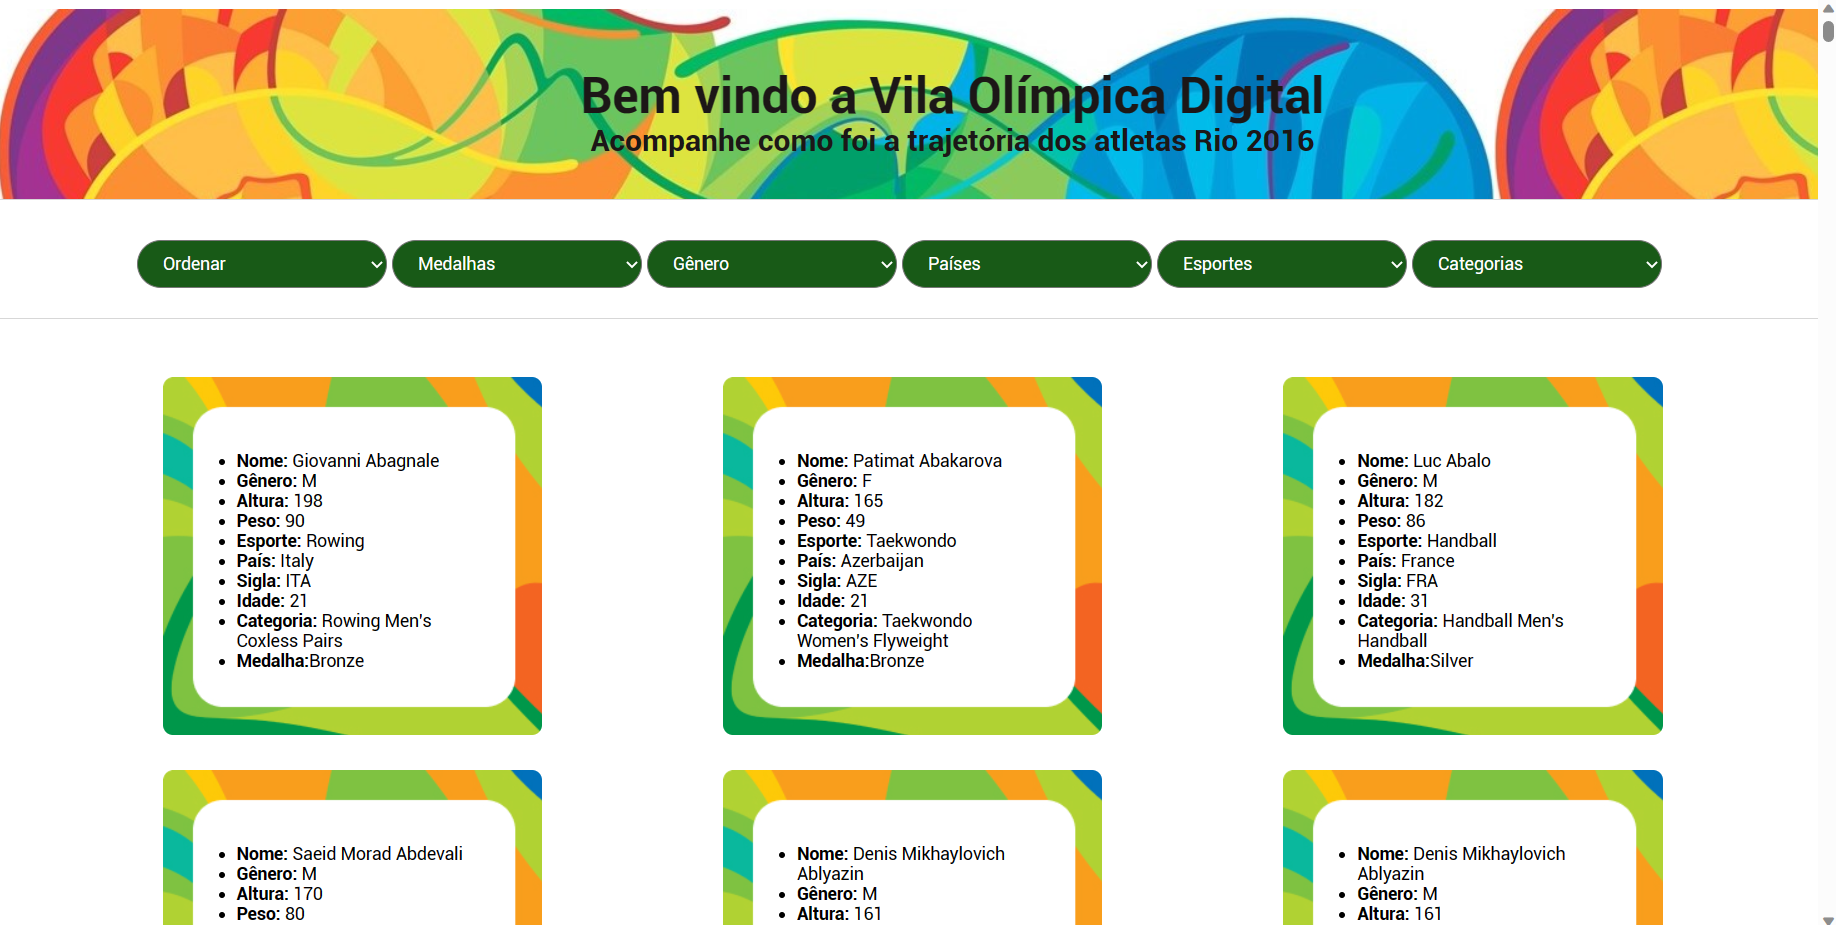 Bem vindo a Vila Olímpica Digital
Acompanhe como foi a trajetória dos atletas Rio 2016
Ordenar
Medalhas
Gênero
Países
Esportes
Categorias
Nome: Giovanni Abagnale
Gênero: M
Altura: 198
Peso: 90
Esporte: Rowing
País: Italy
Sigla: ITA
Idade: 21
Categoria: Rowing Men's
Coxless Pairs
Medalha:Bronze
Nome: Patimat Abakarova
Gênero: F
Altura: 165
Peso: 49
Esporte: Taekwondo
País: Azerbaijan
Sigla: AZE
Idade: 21
Categoria: Taekwondo
Women's Flyweight
Medalha:Bronze
Nome: Luc Abalo
Gênero: M
Altura: 182
Peso: 86
Esporte: Handball
País: France
Sigla: FRA
Idade: 31
Categoria: Handball Men's
Handball
Medalha:Silver
Nome: Saeid Morad Abdevali
Gênero: M
Altura: 170
Peso: 80
Nome: Denis Mikhaylovich
Ablyazin
Gênero: M
Altura: 161
Nome: Denis Mikhaylovich
Ablyazin
Gênero: M
Altura: 161